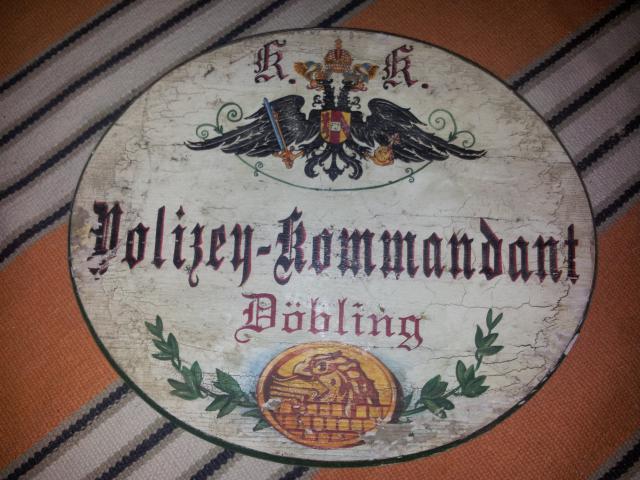 K. K.
Polizey-Kommandant
Döbling